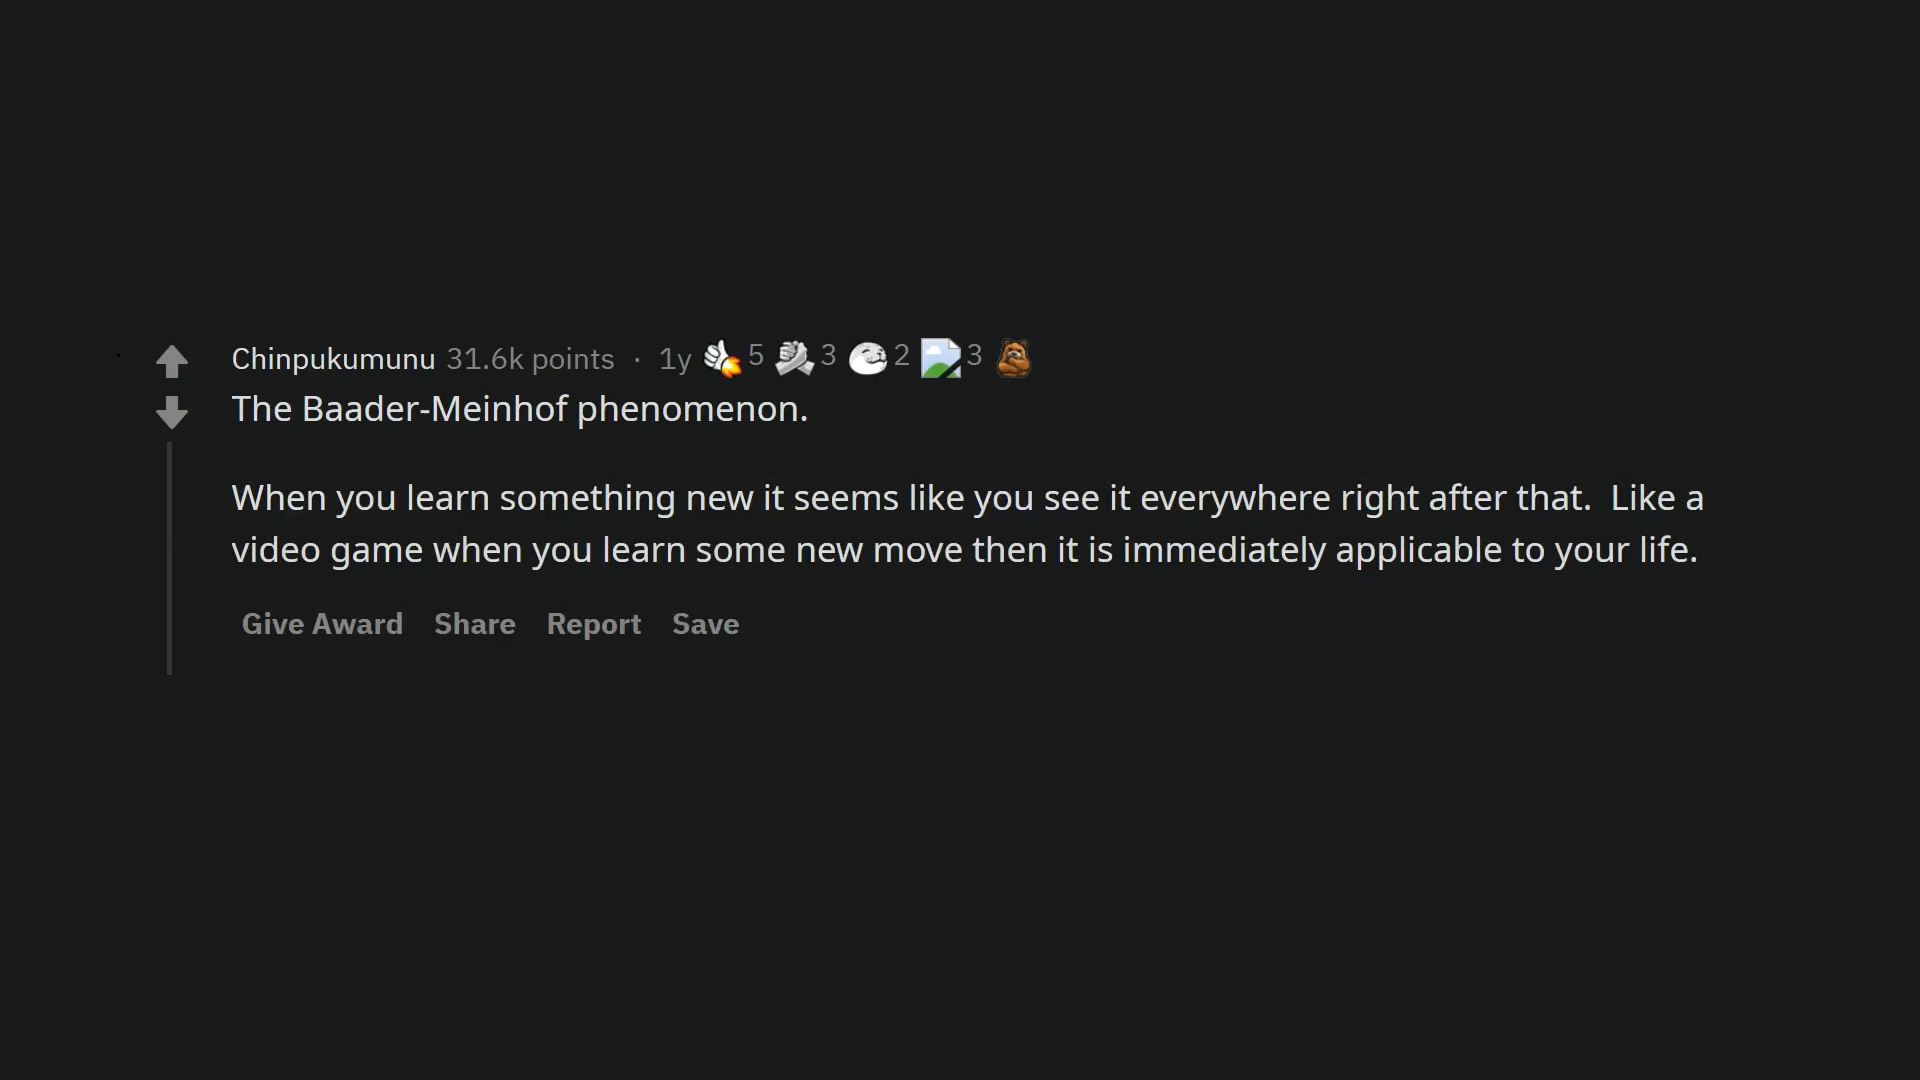 Chinpukumunu 31.6k points · 1y 5 3 2 3
The Baader-Meinhof phenomenon.
When you learn something new it seems like you see it everywhere right after that.  Like a
video game when you learn some new move then it is immediately applicable to your life.
Give Award Share Report Save